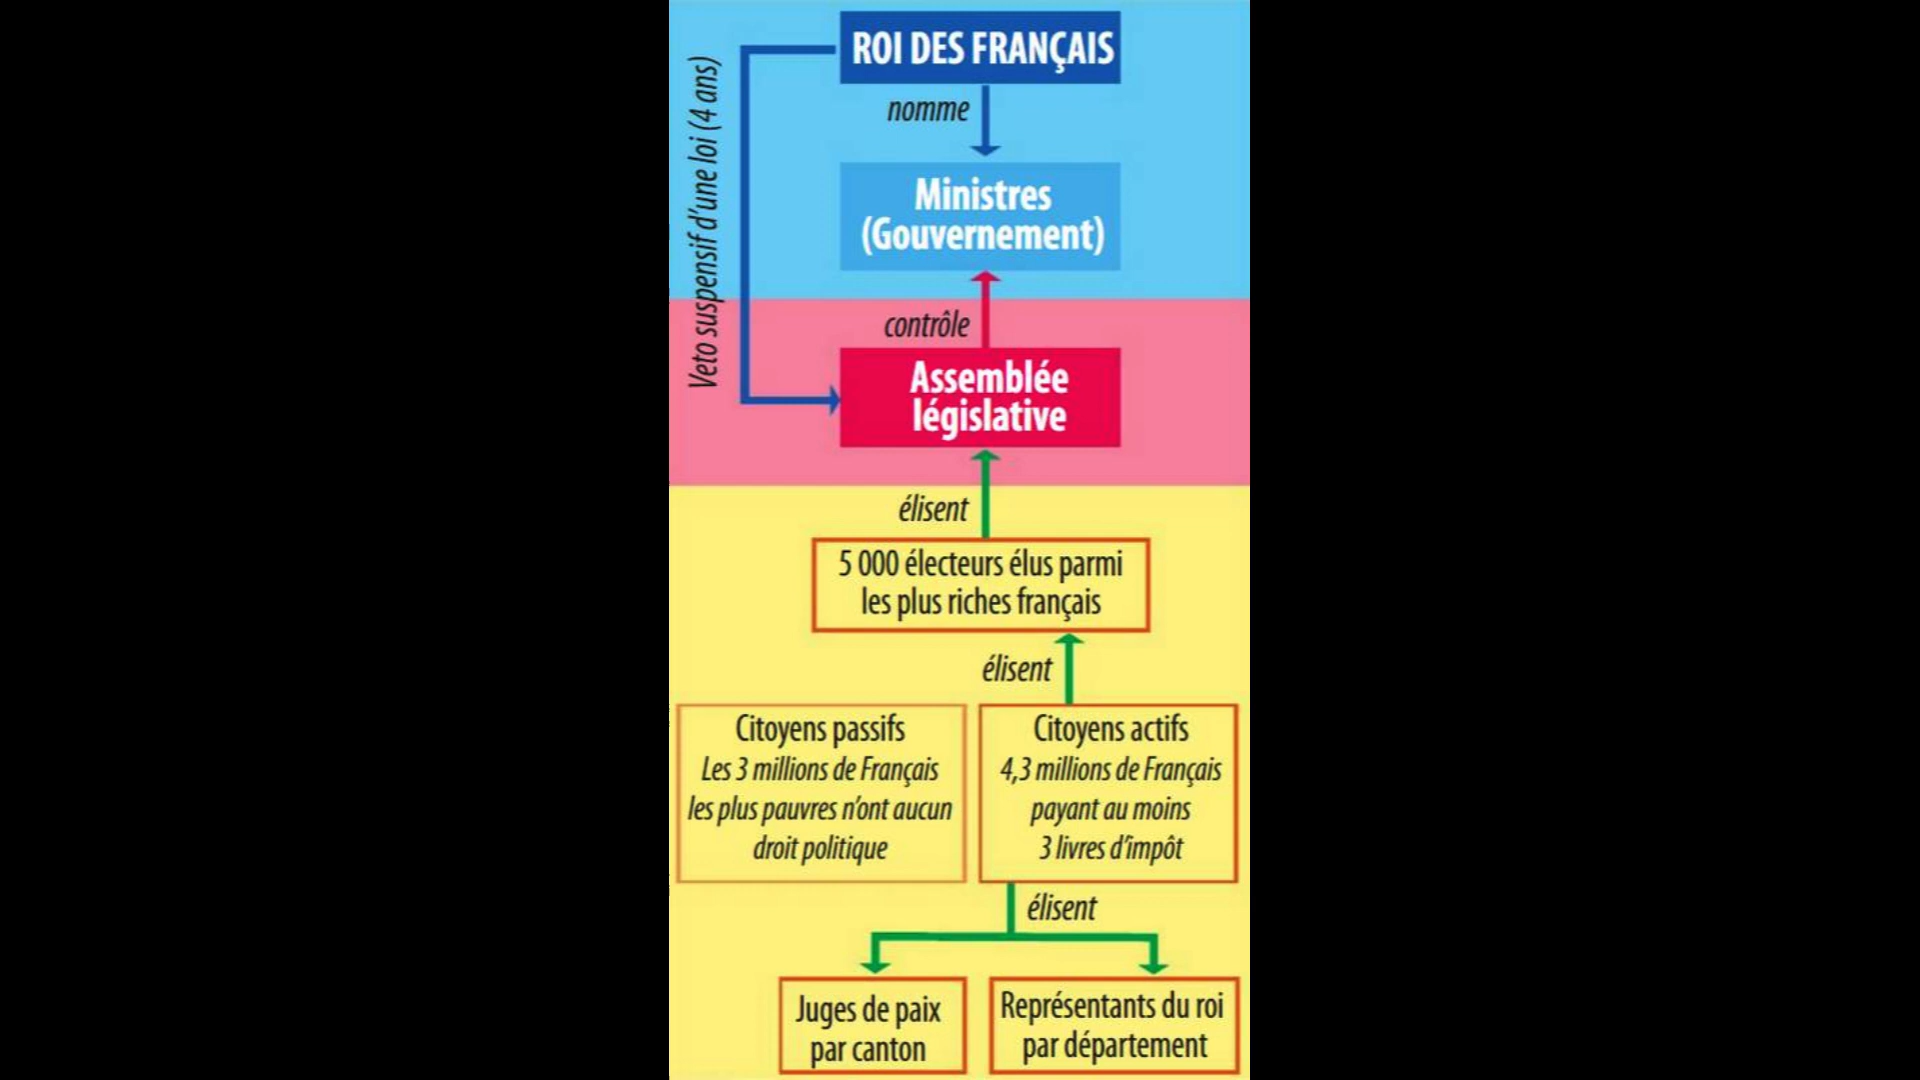 ROI DES FRANÇAIS
nomme
Veto suspensif d'une loi (4 ans)
Ministres
(Gouvernement)
contrôle
Assemblée
législative
élisent
5 000 électeurs élus parmi
les plus riches français
élisent
Citoyens passifs
Les 3 millions de Français
les plus pauvres n'ont aucun
droit politique
Citoyens actifs
4,3 millions de Français
payant au moins
3 livres d'impôt
élisent
Juges de paix
par canton
Représentants du roi
par département